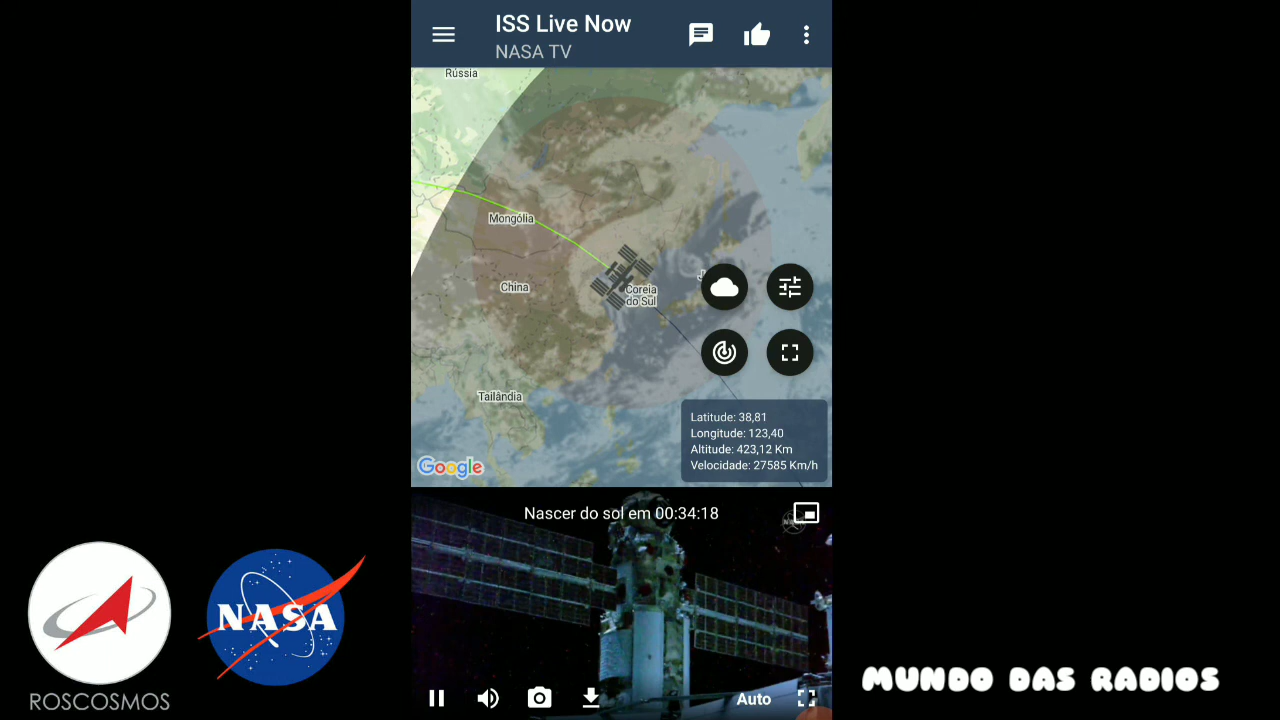 ISS Live Now
NASA TV
Rússia
Mongólia
China
Coreia
do Sul
Tailândia
Latitude: 38,81
Longitude: 123,40
Altitude: 423,12 Km
Velocidade: 27585 Km/h
Google
Nascer do sol em 00:34:18
NASA
ROSCOSMOS
Auto
MUNDO DAS RADIOS